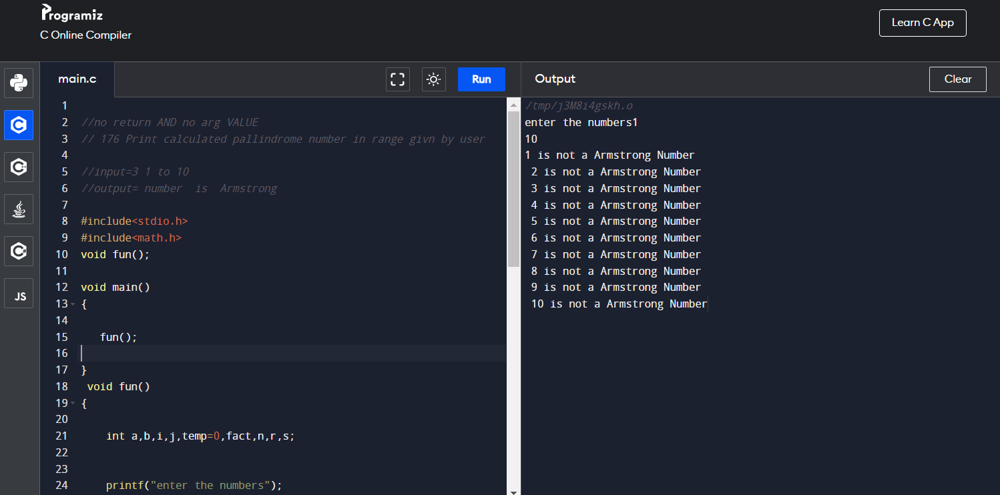 Programiz
C Online Compiler
Learn C App
main.c
Run
Output
Clear
1
2 //no return AND no arg VALUE
3 // 176 Print calculated pallindrome number in range givn by user
4
5 //input=3 1 to 10
6 //output= number  is  Armstrong
7
8 #include<stdio.h>
9 #include<math.h>
10 void fun();
11
12 void main()
13 {
14
15    fun();
16
17 }
18  void fun()
19 {
20
21     int a,b,i,j,temp=0,fact,n,r,s;
22
23
24     printf("enter the numbers");
/tmp/j3M8i4gskh.o
enter the numbers1
10
1 is not a Armstrong Number
 2 is not a Armstrong Number
 3 is not a Armstrong Number
 4 is not a Armstrong Number
 5 is not a Armstrong Number
 6 is not a Armstrong Number
 7 is not a Armstrong Number
 8 is not a Armstrong Number
 9 is not a Armstrong Number
 10 is not a Armstrong Number
JS